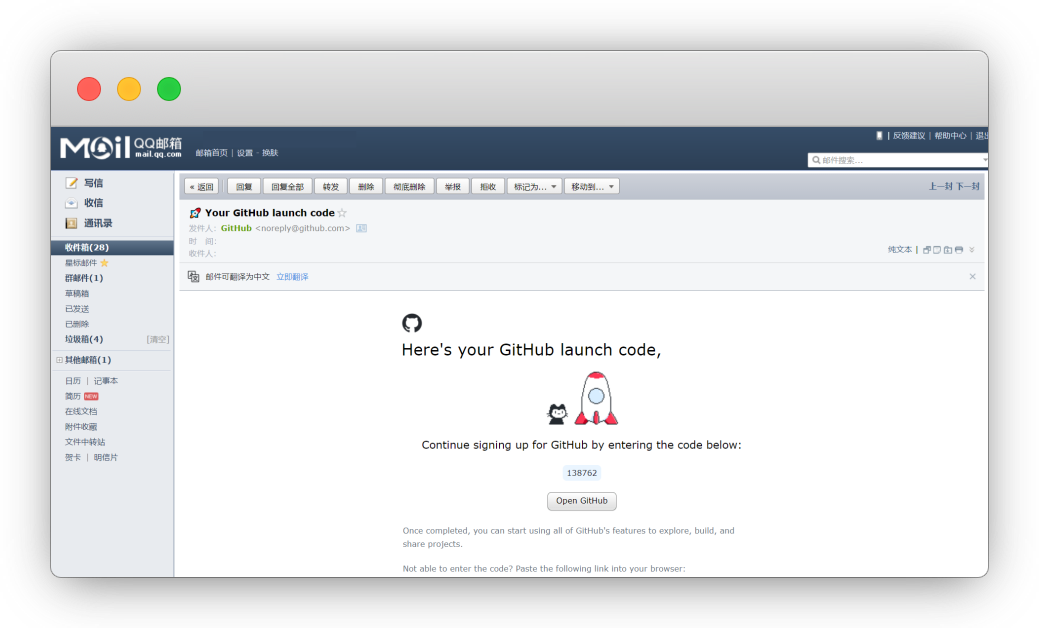 MOil QQ邮箱
mail.qq.com
邮箱首页 | 设置 - 换肤
| 反馈建议 | 帮助中心 | 退出
邮件搜索...
写信
收信
通讯录
收件箱(28)
星标邮件
群邮件(1)
草稿箱
已发送
已删除
垃圾箱(4) [清空]
其他邮箱(1)
日历 | 记事本
简历 NEW
在线文档
附件收藏
文件中转站
贺卡 | 明信片
« 返回 回复 回复全部 转发 删除 彻底删除 举报 拒收 标记为... 移动到... 上一封 下一封
Your GitHub launch code
发件人: GitHub <noreply@github.com>
时 间:
收件人:
纯文本 |
邮件可翻译为中文 立即翻译
Here's your GitHub launch code,
Continue signing up for GitHub by entering the code below:
138762
Open GitHub
Once completed, you can start using all of GitHub's features to explore, build, and
share projects.
Not able to enter the code? Paste the following link into your browser: